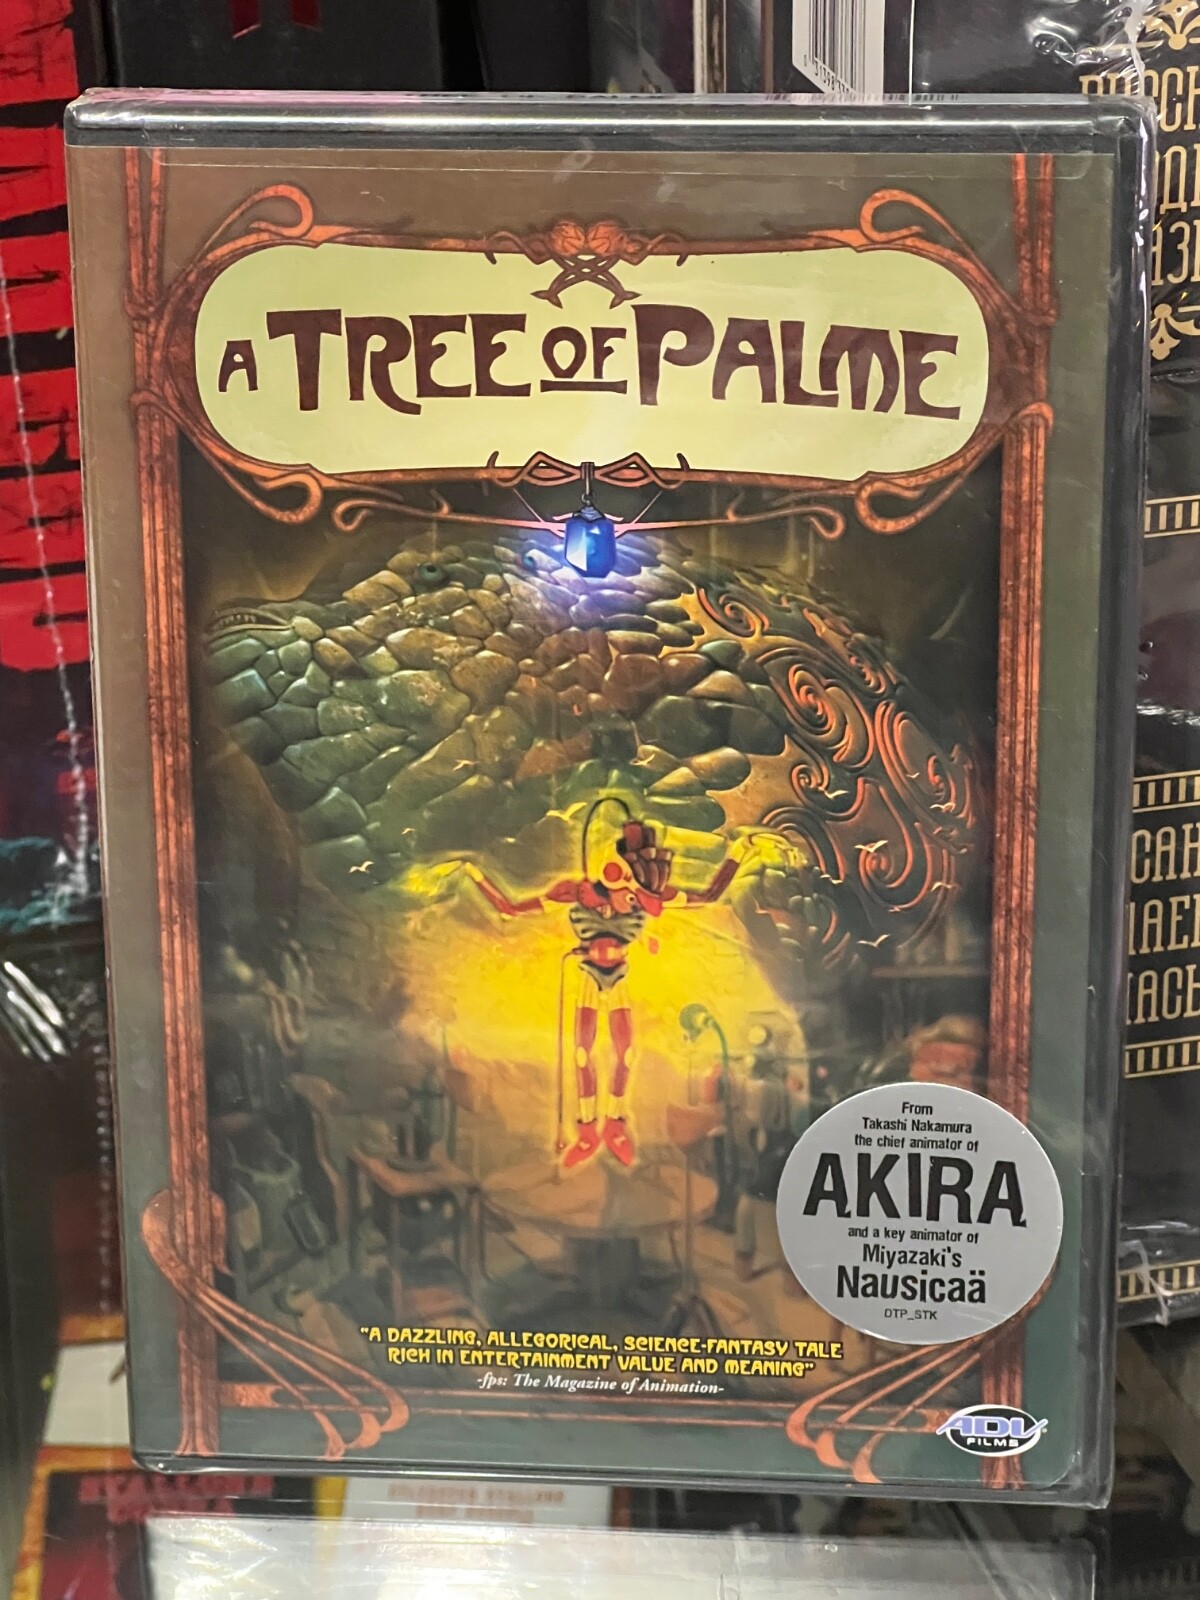 A TREE OF PALME
From
Takashi Nakamura
the chief animator of
AKIRA
and a key animator of
Miyazaki's
Nausicaä
DTP_STK
"A DAZZLING, ALLEGORICAL, SCIENCE-FANTASY TALE
RICH IN ENTERTAINMENT VALUE AND MEANING"
-fps: The Magazine of Animation-
ADV
FILMS